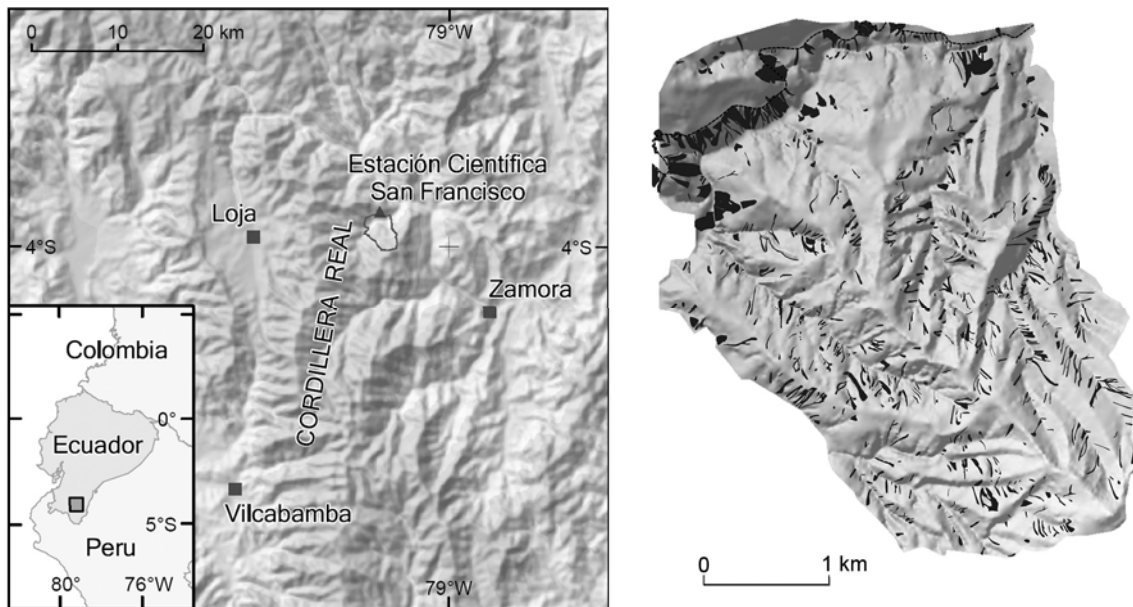 0 10 20 km
79°W
Estación Científica
San Francisco
Loja
4°S
4°S
CORDILLERA REAL
Zamora
Colombia
0°
Ecuador
Vilcabamba
5°S
Peru
80° 76°W
79°W
0 1 km